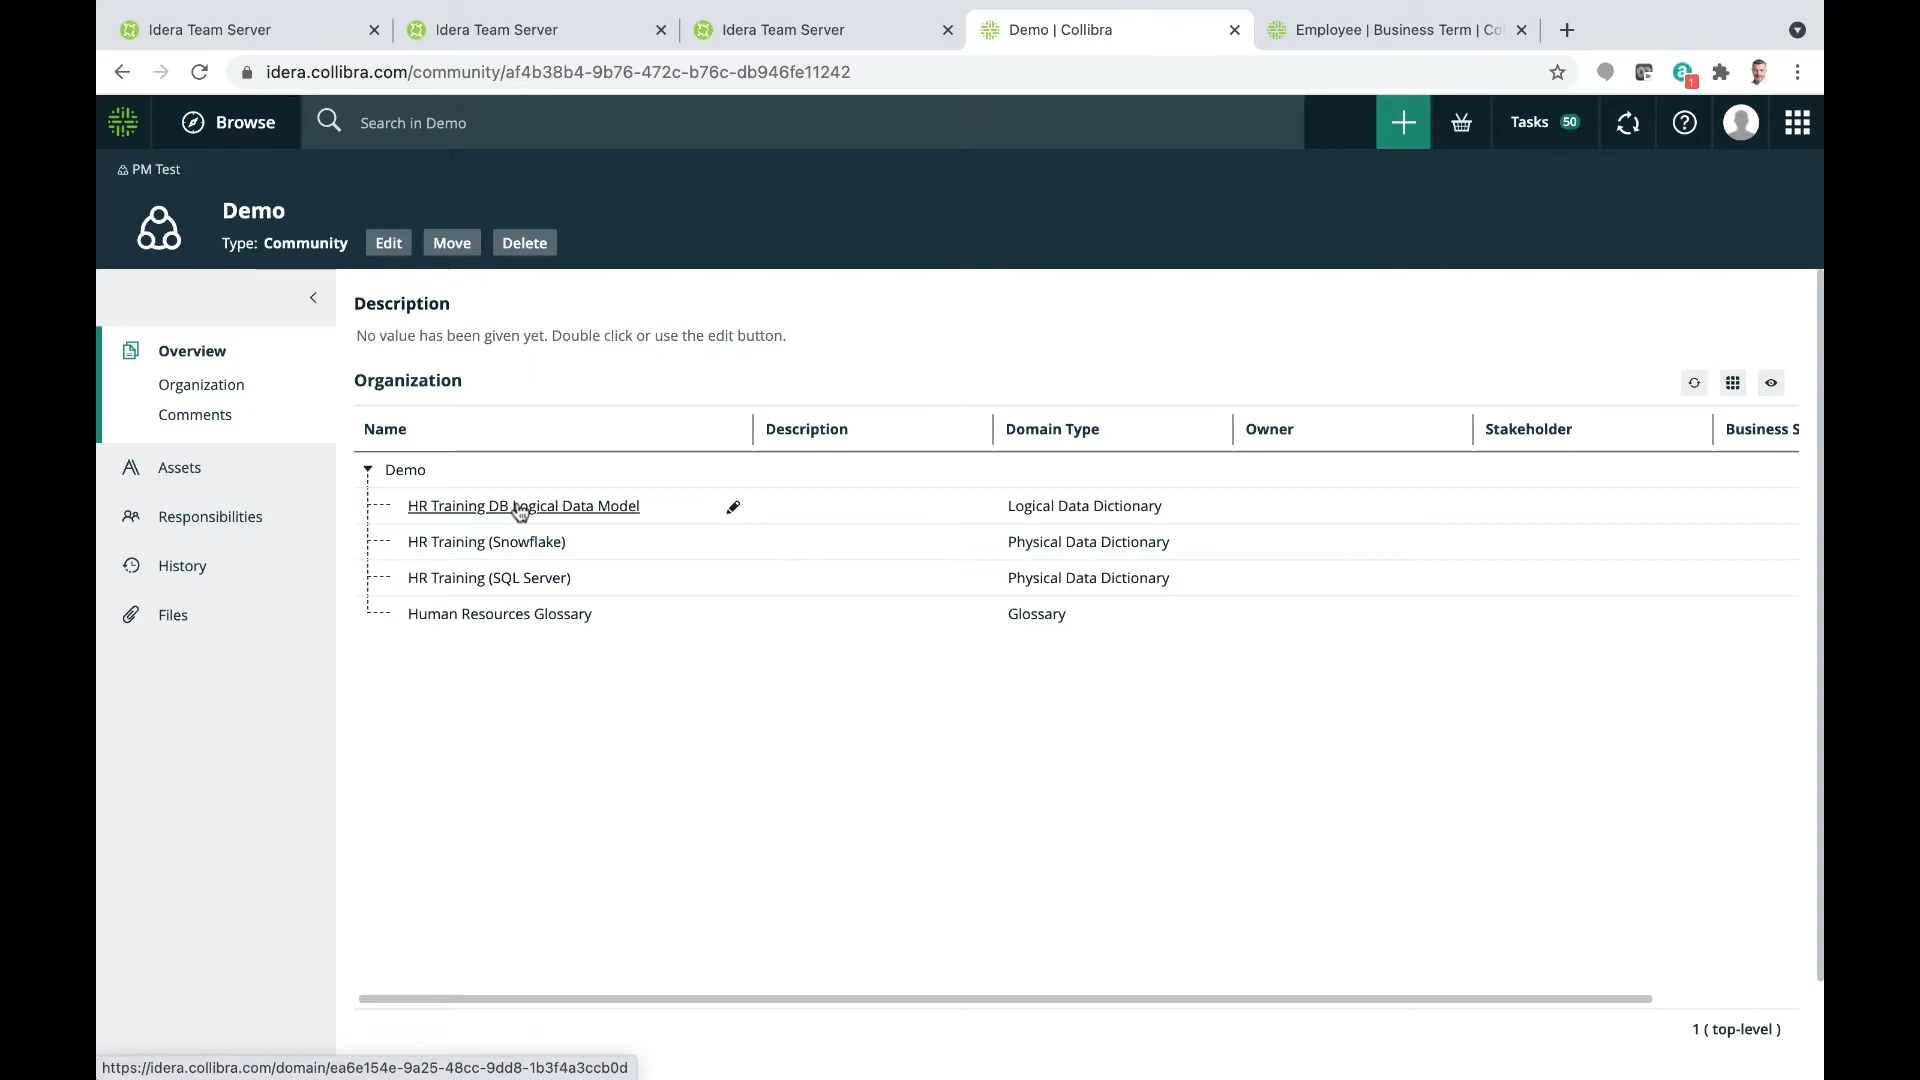 Idera Team Server
Idera Team Server
Idera Team Server
Demo | Collibra
Employee | Business Term | Co
idera.collibra.com/community/af4b38b4-9b76-472c-b76c-db946fe11242
1
Browse
Search in Demo
Tasks 50
PM Test
Demo
Type: Community
Edit
Move
Delete
Overview
Organization
Comments
Assets
Responsibilities
History
Files
Description
No value has been given yet. Double click or use the edit button.
Organization
Name Description Domain Type Owner Stakeholder Business S
Demo
HR Training DB Logical Data Model Logical Data Dictionary
HR Training (Snowflake) Physical Data Dictionary
HR Training (SQL Server) Physical Data Dictionary
Human Resources Glossary Glossary
1 ( top-level )
https://idera.collibra.com/domain/ea6e154e-9a25-48cc-9dd8-1b3f4a3ccb0d